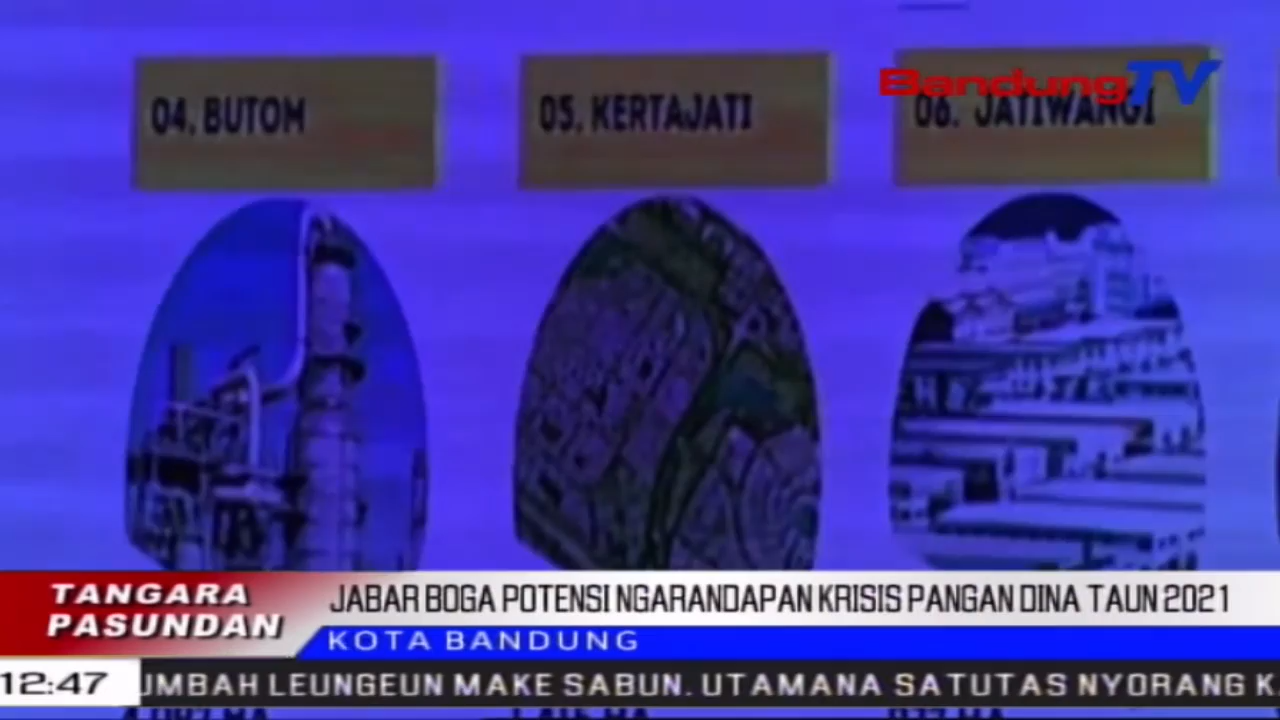 BandungTV
04. BUTOM
05. KERTAJATI
06. JATIWANGI
TANGARA PASUNDAN
JABAR BOGA POTENSI NGARANDAPAN KRISIS PANGAN DINA TAUN 2021
KOTA BANDUNG
12:47
UMBAH LEUNGEUN MAKE SABUN. UTAMANA SATUTAS NYORANG K